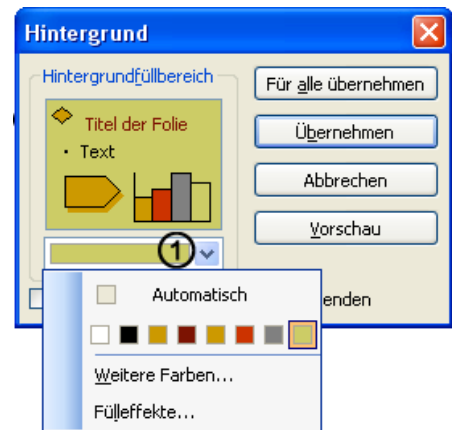 Hintergrund
Hintergrundfüllbereich
Titel der Folie
• Text
1
Für alle übernehmen
Übernehmen
Abbrechen
Vorschau
Automatisch
enden
Weitere Farben...
Fülleffekte...